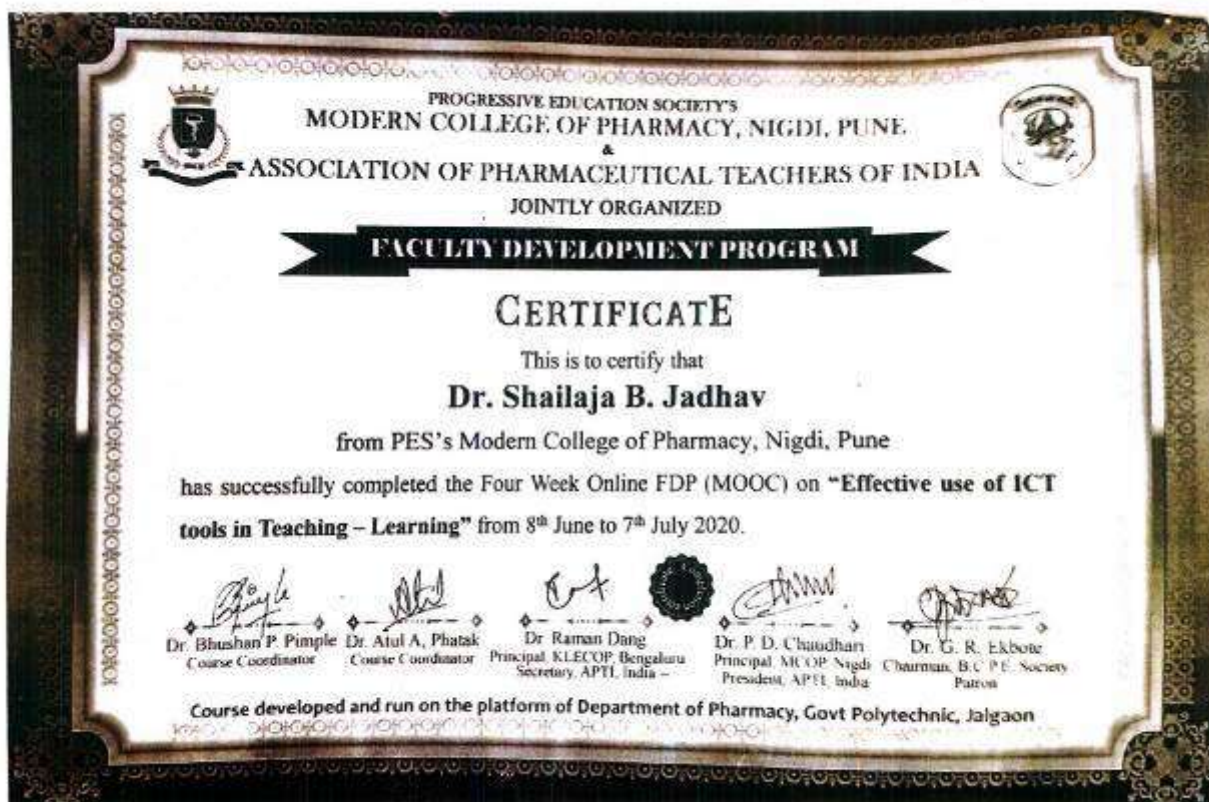 PROGRESSIVE EDUCATION SOCIETY'S
MODERN COLLEGE OF PHARMACY, NIGDI, PUNE
&
ASSOCIATION OF PHARMACEUTICAL TEACHERS OF INDIA
JOINTLY ORGANIZED
FACULTY DEVELOPMENT PROGRAM
CERTIFICATE
This is to certify that
Dr. Shailaja B. Jadhav
from PES's Modern College of Pharmacy, Nigdi, Pune
has successfully completed the Four Week Online FDP (MOOC) on "Effective use of ICT
tools in Teaching – Learning" from 8th June to 7th July 2020.
Dr. Bhushan P. Pimple
Course Coordinator
Dr. Atul A, Phatak
Course Coordinator
Dr Raman Dang
Principal, KLECOP, Bengaluru
Secretary, APTI, India –
Dr. P. D. Chaudhari
Principal, MCOP, Nigdi
President, APTI, India
Dr. G. R. Ekbote
Chairman, Society
Patron
Course developed and run on the platform of Department of Pharmacy, Govt Polytechnic, Jalgaon